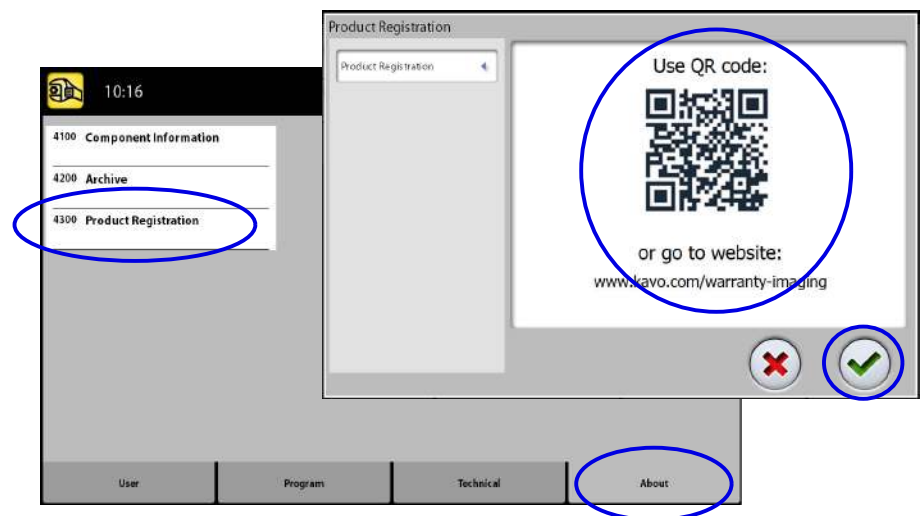 Product Registration
Product Registration
Use QR code:
or go to website:
www.kavo.com/warranty-imaging
10:16
4100 Component Information
4200 Archive
4300 Product Registration
User
Program
Technical
About